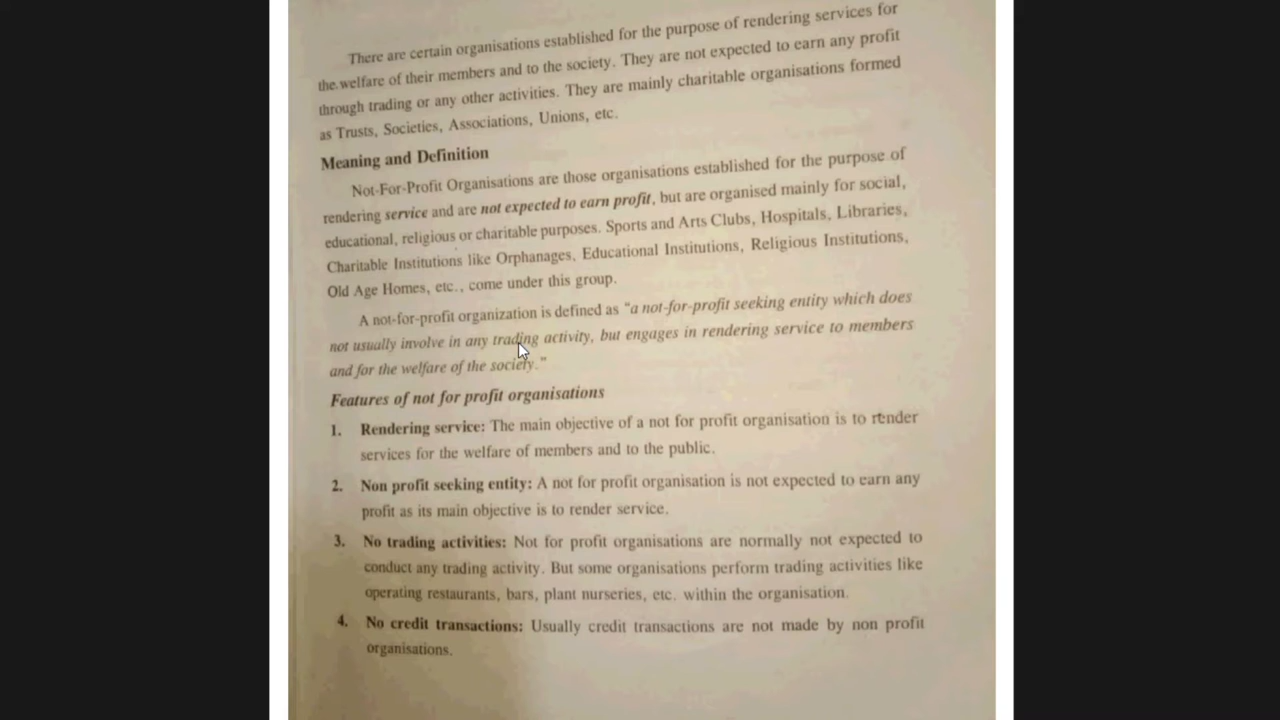 There are certain organisations established for the purpose of rendering services for
the welfare of their members and to the society. They are not expected to earn any profit
through trading or any other activities. They are mainly charitable organisations formed
as Trusts, Societies, Associations, Unions, etc.
Meaning and Definition
Not-For-Profit Organisations are those organisations established for the purpose of
rendering service and are not expected to earn profit, but are organised mainly for social,
educational, religious or charitable purposes. Sports and Arts Clubs, Hospitals, Libraries,
Charitable Institutions like Orphanages, Educational Institutions, Religious Institutions,
Old Age Homes, etc., come under this group.
A not-for-profit organization is defined as "a not-for-profit seeking entity which does
not usually involve in any trading activity, but engages in rendering service to members
and for the welfare of the society."
Features of not for profit organisations
1. Rendering service: The main objective of a not for profit organisation is to render
services for the welfare of members and to the public.
2. Non profit seeking entity: A not for profit organisation is not expected to earn any
profit as its main objective is to render service.
3. No trading activities: Not for profit organisations are normally not expected to
conduct any trading activity. But some organisations perform trading activities like
operating restaurants, bars, plant nurseries, etc. within the organisation.
4. No credit transactions: Usually credit transactions are not made by non profit
organisations.